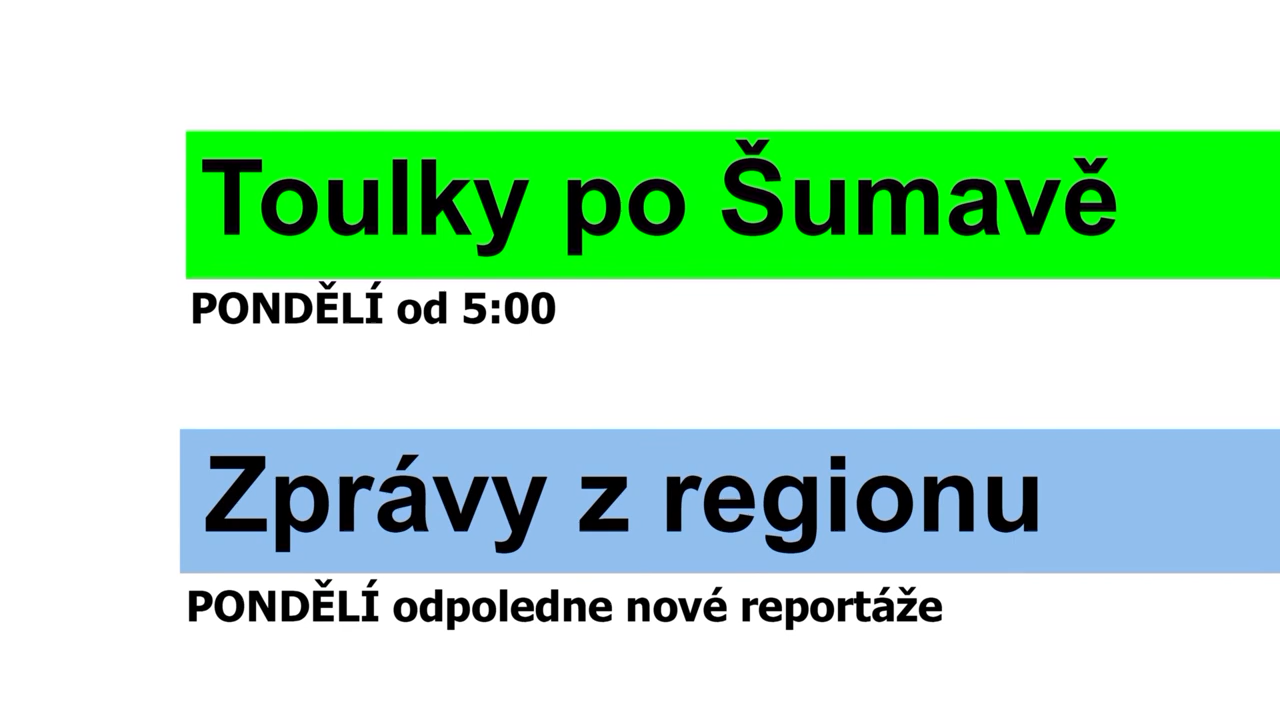 Toulky po Šumavě
PONDĚLÍ od 5:00
Zprávy z regionu
PONDĚLÍ odpoledne nové reportáže